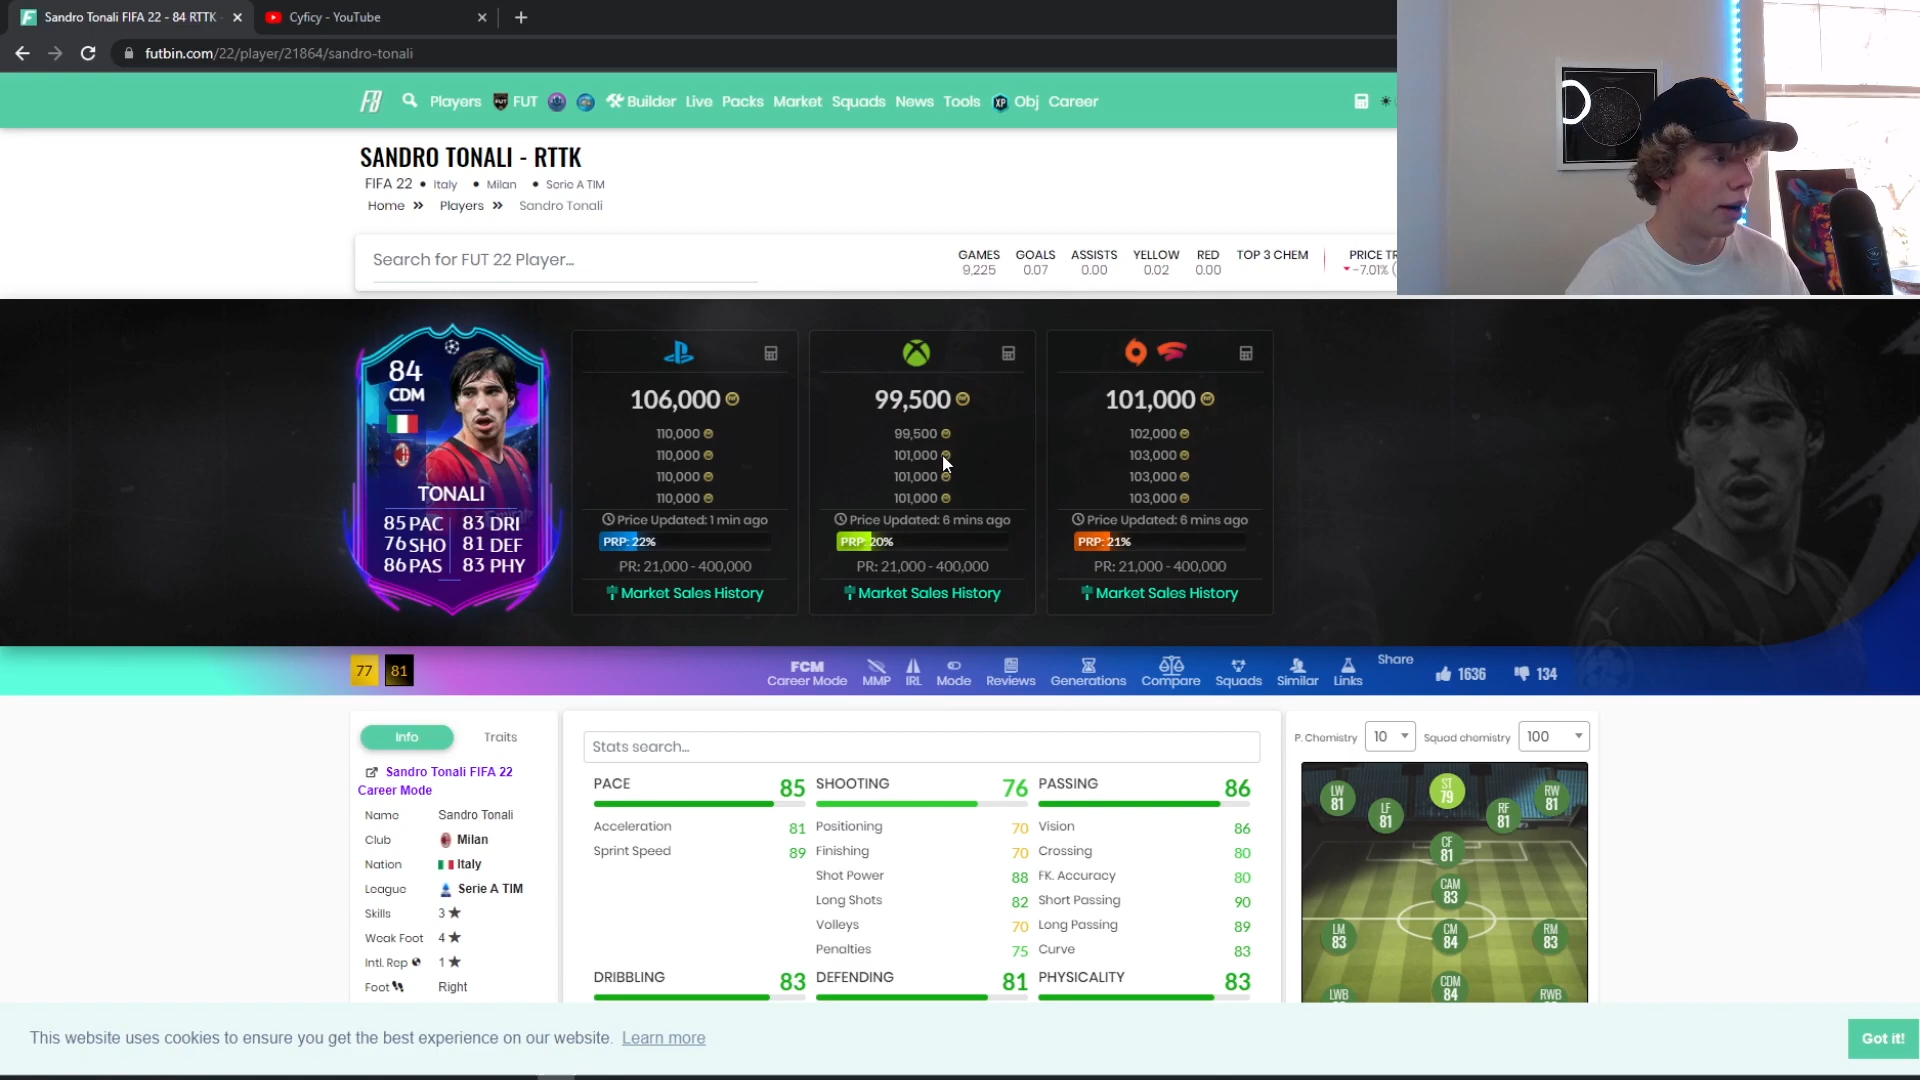 Sandro Tonali FIFA 22 - 84 RTTK
Cyficy - YouTube
futbin.com/22/player/21864/sandro-tonali
FB Players FUT Builder Live Packs Market Squads News Tools XP Obj Career
SANDRO TONALI - RTTK
FIFA 22 • Italy • Milan • Serie A TIM
Home » Players » Sandro Tonali
Search for FUT 22 Player...
GAMES GOALS ASSISTS YELLOW RED TOP 3 CHEM PRICE TR
9,225 0.07 0.00 0.02 0.00 -7.01% (
84
CDM
TONALI
85 PAC 83 DRI
76 SHO 81 DEF
86 PAS 83 PHY
106,000
110,000
110,000
110,000
110,000
Price Updated: 1 min ago
PRP: 22%
PR: 21,000 - 400,000
Market Sales History
99,500
99,500
101,000
101,000
101,000
Price Updated: 6 mins ago
PRP: 20%
PR: 21,000 - 400,000
Market Sales History
101,000
102,000
103,000
103,000
103,000
Price Updated: 6 mins ago
PRP: 21%
PR: 21,000 - 400,000
Market Sales History
77 81
FCM
Career Mode MMP IRL Mode Reviews Generations Compare Squads Similar Links Share 1636 134
Info Traits
Sandro Tonali FIFA 22
Career Mode
Name Sandro Tonali
Club Milan
Nation Italy
League Serie A TIM
Skills 3
Weak Foot 4
Intl. Rep 1
Foot Right
Stats search...
PACE 85
Acceleration 81
Sprint Speed 89
SHOOTING 76
Positioning 70
Finishing 70
Shot Power 88
Long Shots 82
Volleys 70
Penalties 75
PASSING 86
Vision 86
Crossing 80
FK. Accuracy 80
Short Passing 90
Long Passing 89
Curve 83
DRIBBLING 83
DEFENDING 81
PHYSICALITY 83
P. Chemistry 10 Squad chemistry 100
LW 81
ST 79
RW 81
LF 81
RF 81
CF 81
CAM 83
LM 83
CM 84
RM 83
CDM 84
LWB
RWB
This website uses cookies to ensure you get the best experience on our website. Learn more
Got it!